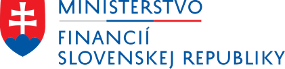 MINISTERSTVO
FINANCIÍ
SLOVENSKEJ REPUBLIKY